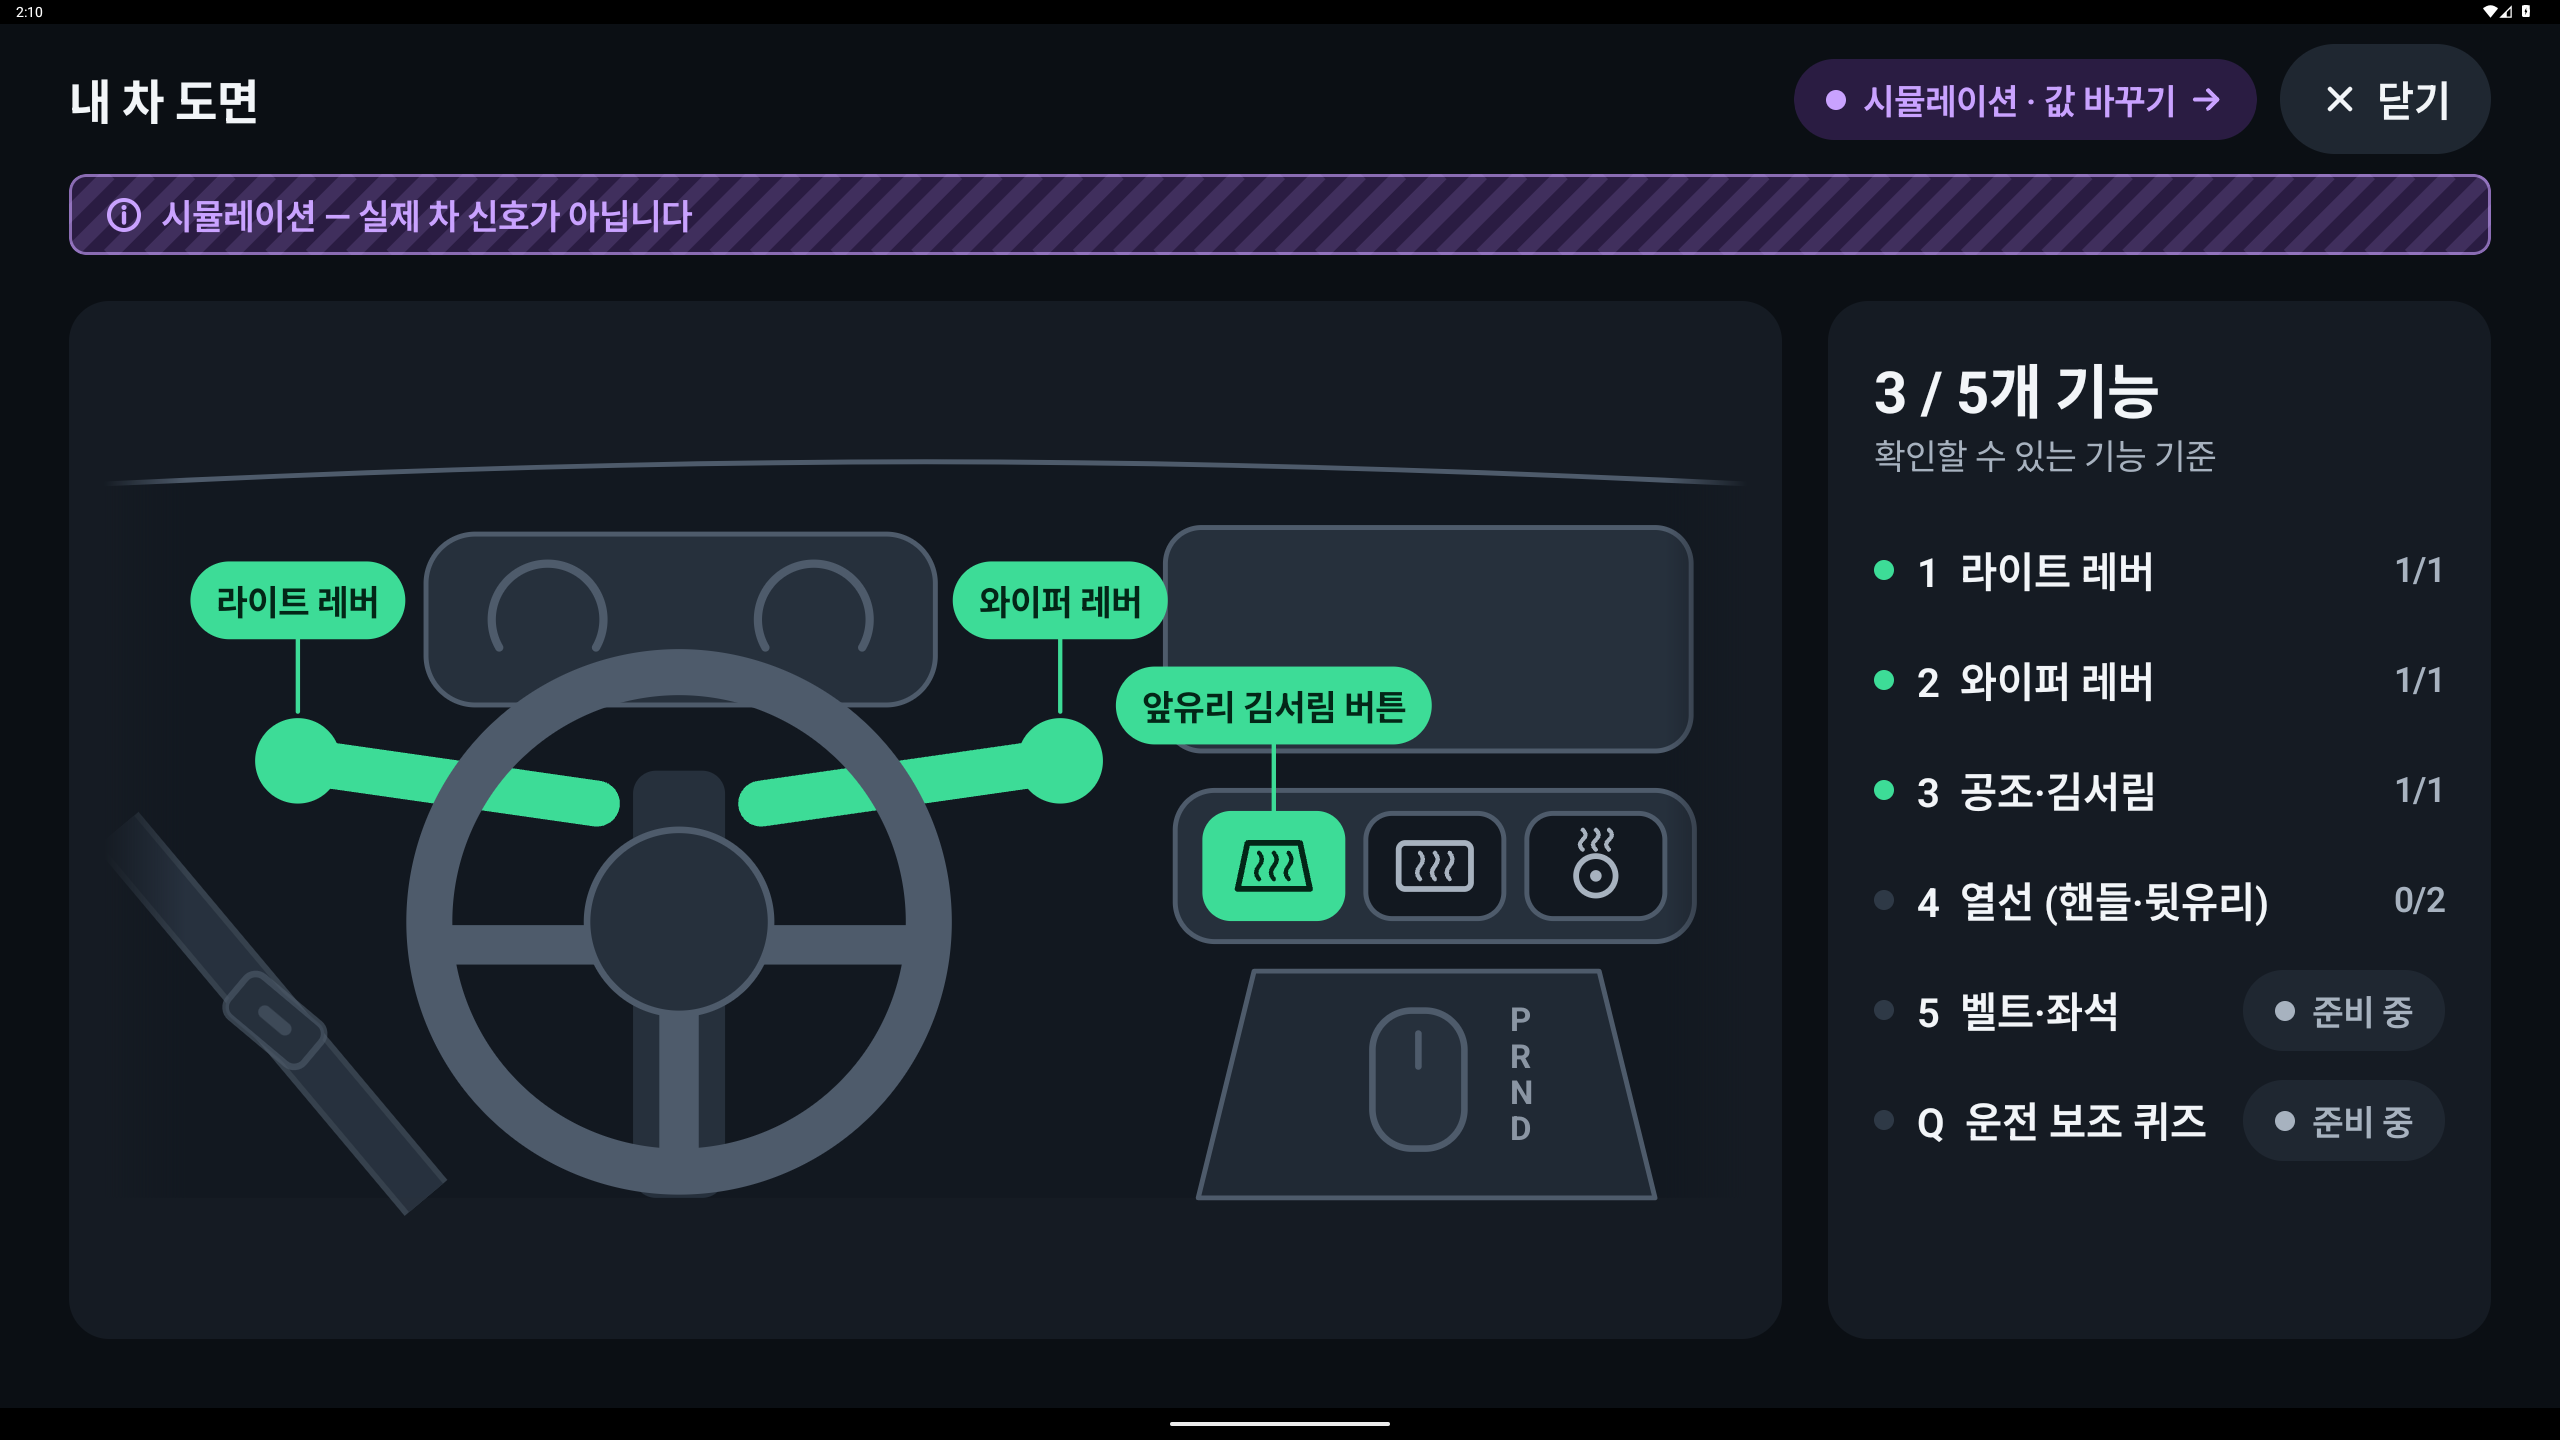 2:10
내 차 도면
시뮬레이션 · 값 바꾸기 →
× 닫기
시뮬레이션 – 실제 차 신호가 아닙니다
라이트 레버
와이퍼 레버
앞유리 김서림 버튼
P
R
N
D
3 / 5개 기능
확인할 수 있는 기능 기준
1 라이트 레버 1/1
2 와이퍼 레버 1/1
3 공조·김서림 1/1
4 열선 (핸들·뒷유리) 0/2
5 벨트·좌석 준비 중
Q 운전 보조 퀴즈 준비 중